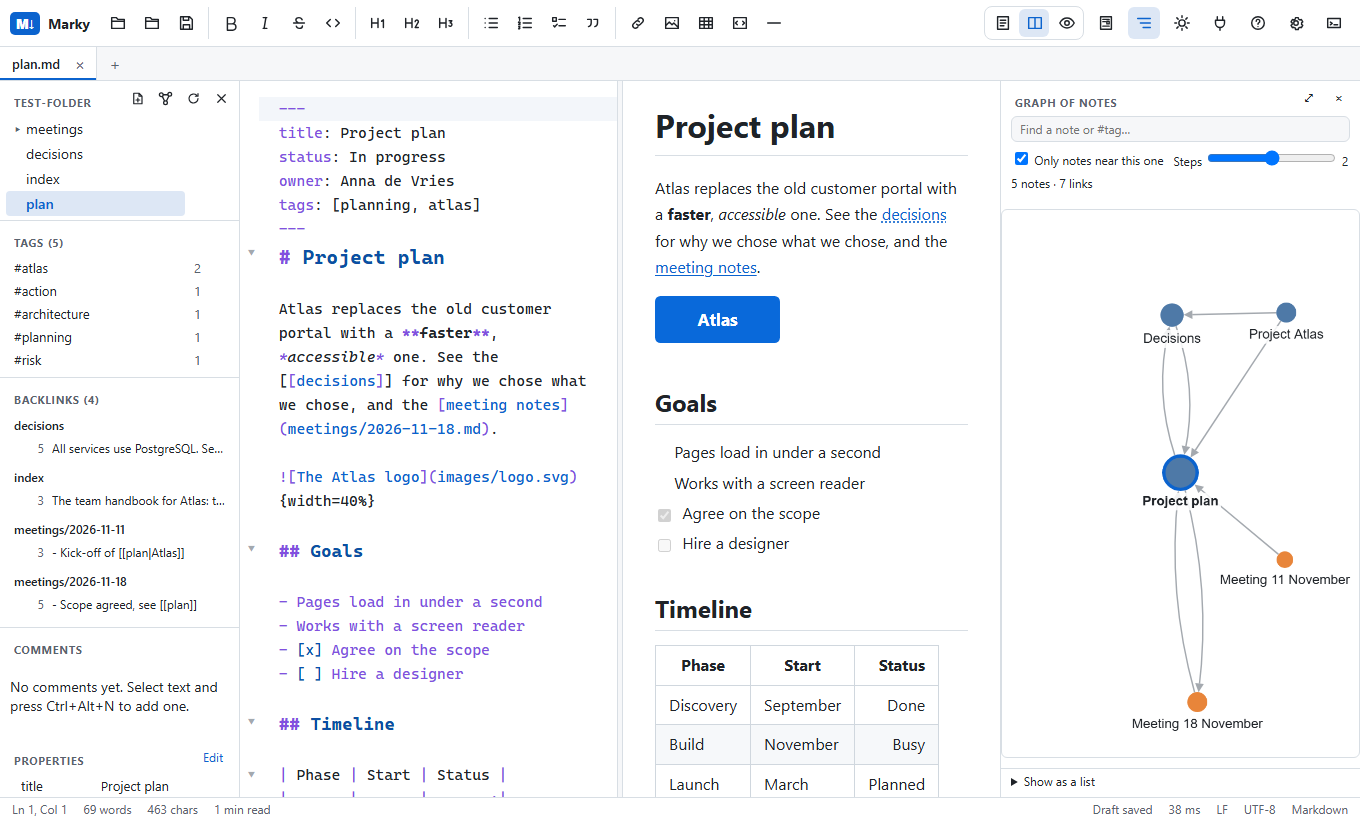 M↓ Marky
B I S <> H1 H2 H3
plan.md × +
TEST-FOLDER
meetings
decisions
index
plan
TAGS (5)
#atlas 2
#action 1
#architecture 1
#planning 1
#risk 1
BACKLINKS (4)
decisions
5 All services use PostgreSQL. Se...
index
3 The team handbook for Atlas: t...
meetings/2026-11-11
3 - Kick-off of [[plan|Atlas]]
meetings/2026-11-18
5 - Scope agreed, see [[plan]]
COMMENTS
No comments yet. Select text and
press Ctrl+Alt+N to add one.
PROPERTIES Edit
title Project plan
---
title: Project plan
status: In progress
owner: Anna de Vries
tags: [planning, atlas]
---
# Project plan
Atlas replaces the old customer
portal with a **faster**,
*accessible* one. See the
[[decisions]] for why we chose what
we chose, and the [meeting notes]
(meetings/2026-11-18.md).
![The Atlas logo](images/logo.svg)
{width=40%}
## Goals
- Pages load in under a second
- Works with a screen reader
- [x] Agree on the scope
- [ ] Hire a designer
## Timeline
| Phase | Start | Status |
Project plan
Atlas replaces the old customer portal with
a faster, accessible one. See the decisions
for why we chose what we chose, and the
meeting notes.
Atlas
Goals
Pages load in under a second
Works with a screen reader
Agree on the scope
Hire a designer
Timeline
Phase Start Status
Discovery September Done
Build November Busy
Launch March Planned
GRAPH OF NOTES
Find a note or #tag...
Only notes near this one Steps 2
5 notes · 7 links
Decisions
Project Atlas
Project plan
Meeting 11 November
Meeting 18 November
Show as a list
Ln 1, Col 1 69 words 463 chars 1 min read
Draft saved 38 ms LF UTF-8 Markdown